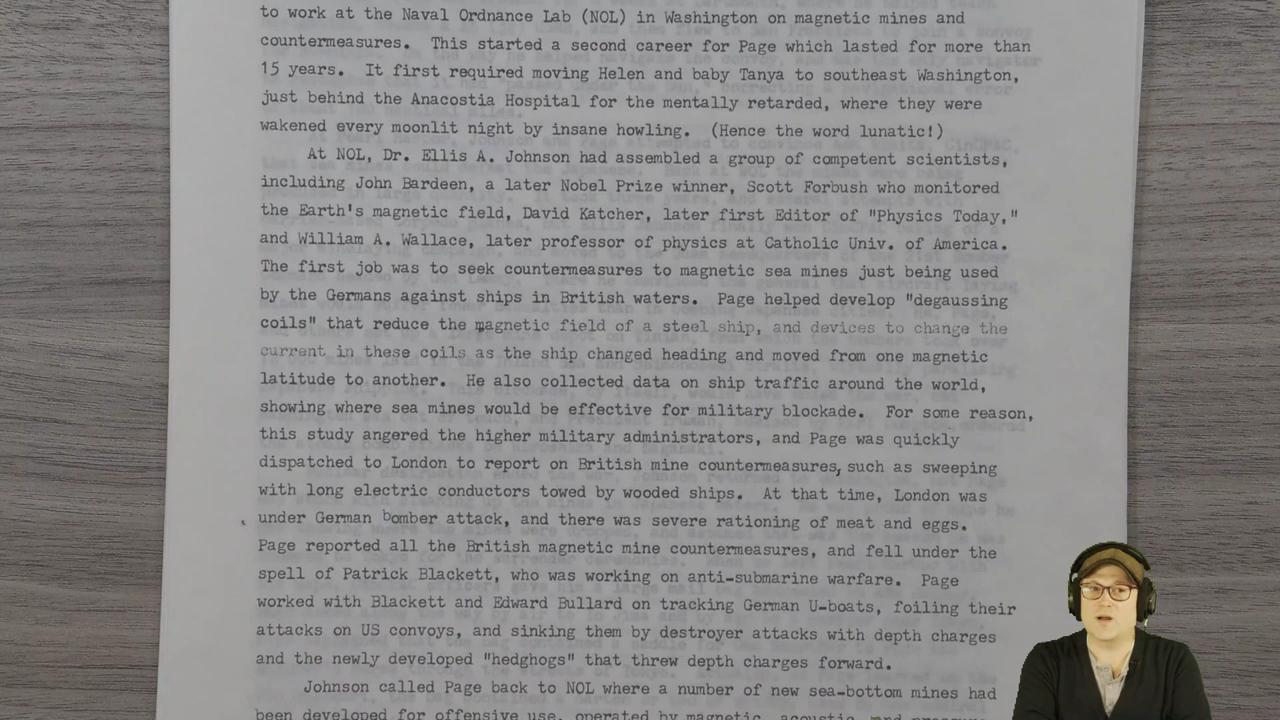 to work at the Naval Ordnance Lab (NOL) in Washington on magnetic mines and
countermeasures. This started a second career for Page which lasted for more than
15 years. It first required moving Helen and baby Tanya to southeast Washington,
just behind the Anacostia Hospital for the mentally retarded, where they were
wakened every moonlit night by insane howling. (Hence the word lunatic!)
At NOL, Dr. Ellis A. Johnson had assembled a group of competent scientists,
including John Bardeen, a later Nobel Prize winner, Scott Forbush who monitored
the Earth's magnetic field, David Katcher, later first Editor of "Physics Today,"
and William A. Wallace, later professor of physics at Catholic Univ. of America.
The first job was to seek countermeasures to magnetic sea mines just being used
by the Germans against ships in British waters. Page helped develop "degaussing
coils" that reduce the magnetic field of a steel ship, and devices to change the
current in these coils as the ship changed heading and moved from one magnetic
latitude to another. He also collected data on ship traffic around the world,
showing where sea mines would be effective for military blockade. For some reason,
this study angered the higher military administrators, and Page was quickly
dispatched to London to report on British mine countermeasures, such as sweeping
with long electric conductors towed by wooded ships. At that time, London was
under German bomber attack, and there was severe rationing of meat and eggs.
Page reported all the British magnetic mine countermeasures, and fell under the
spell of Patrick Blackett, who was working on anti-submarine warfare. Page
worked with Blackett and Edward Bullard on tracking German U-boats, foiling their
attacks on US convoys, and sinking them by destroyer attacks with depth charges
and the newly developed "hedghogs" that threw depth charges forward.
Johnson called Page back to NOL where a number of new sea-bottom mines had
been developed for offensive use, operated by magnetic, acoustic, and pressure